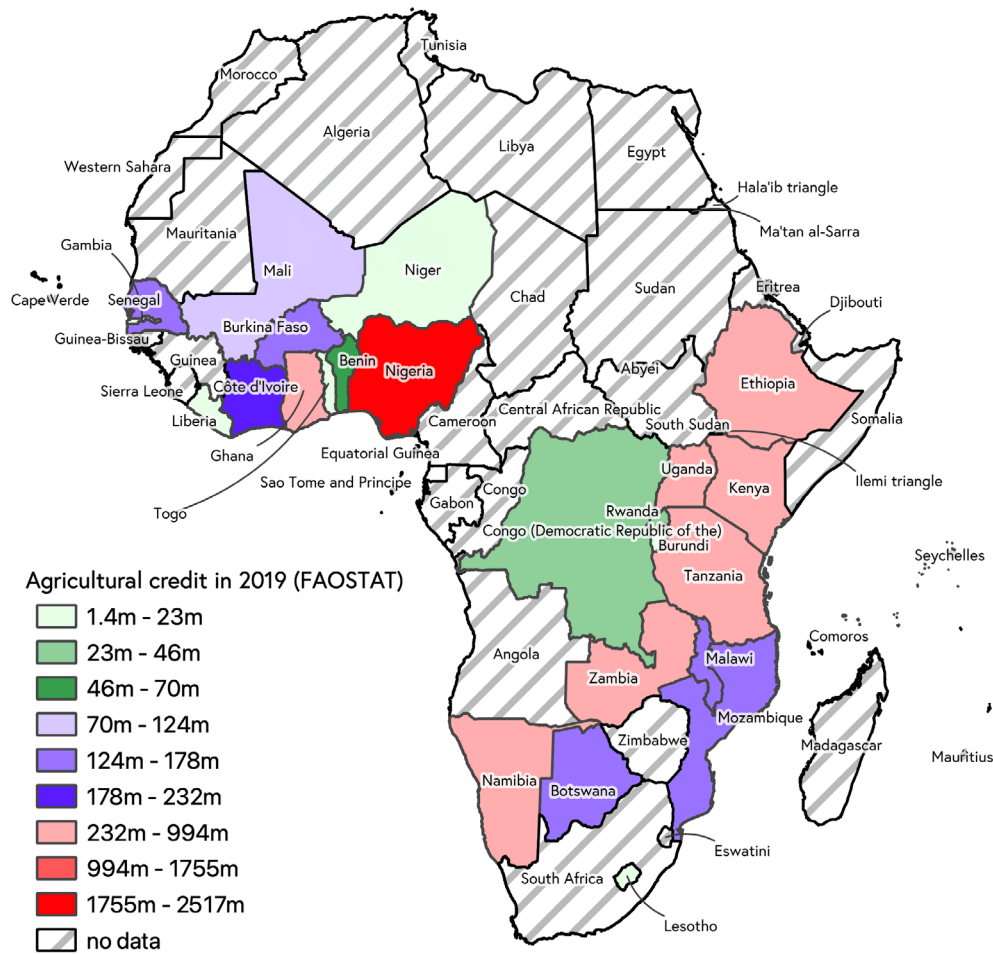 Tunisia
Morocco
Algeria
Libya
Egypt
Western Sahara
Hala'ib triangle
Mauritania
Ma'tan al-Sarra
Gambia
Mali
Niger
Cape Verde
Senegal
Chad
Sudan
Eritrea
Djibouti
Burkina Faso
Guinea-Bissau
Guinea
Benin
Nigeria
Abyei
Ethiopia
Sierra Leone
Côte d'Ivoire
Liberia
Central African Republic
Cameroon
South Sudan
Somalia
Ghana
Equatorial Guinea
Uganda
Sao Tome and Principe
Gabon
Congo
Kenya
Ilemi triangle
Togo
Rwanda
Congo (Democratic Republic of the)
Burundi
Seychelles
Tanzania
Agricultural credit in 2019 (FAOSTAT)
1.4m - 23m
23m - 46m
46m - 70m
70m - 124m
124m - 178m
178m - 232m
232m - 994m
994m - 1755m
1755m - 2517m
no data
Comoros
Angola
Malawi
Zambia
Mozambique
Zimbabwe
Madagascar
Mauritius
Namibia
Botswana
Eswatini
South Africa
Lesotho